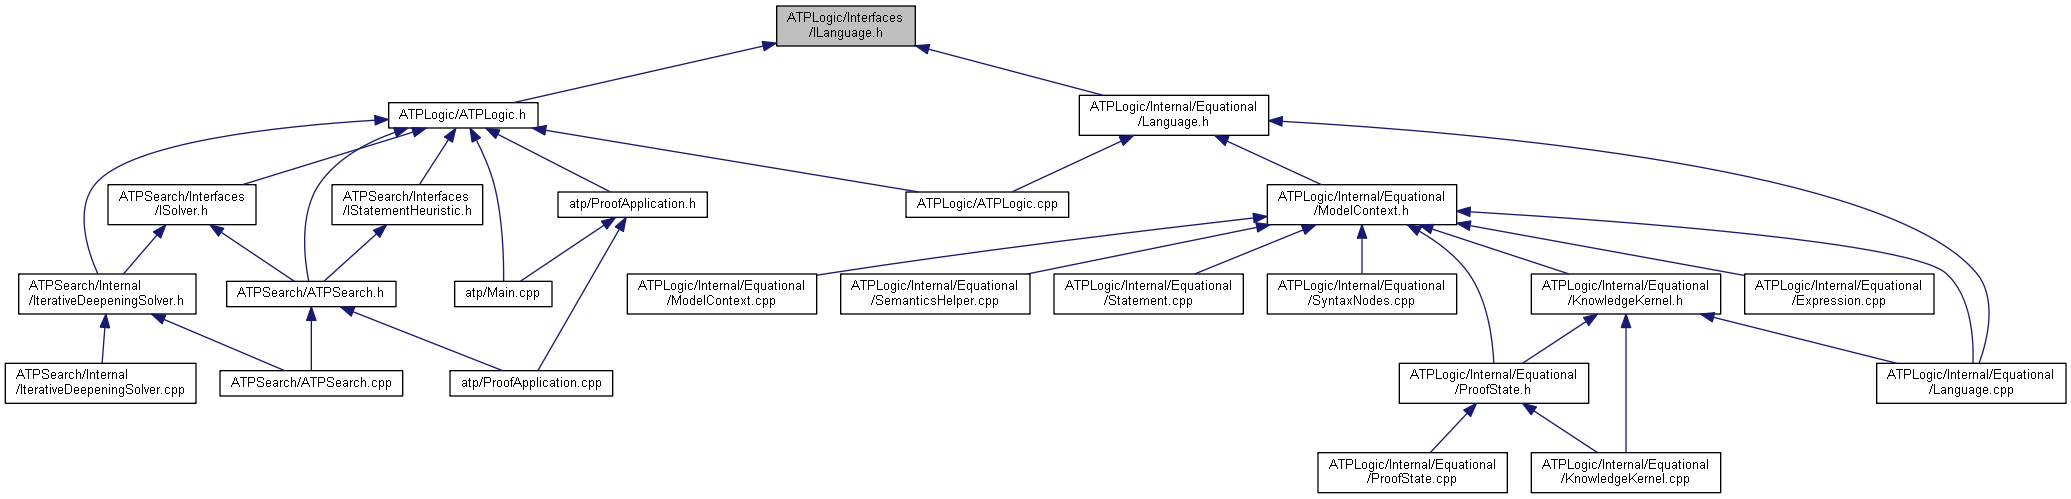 ATPLogic/Interfaces
/ILanguage.h
ATPLogic/ATPLogic.h
ATPLogic/Internal/Equational
/Language.h
ATPSearch/Interfaces
/ISolver.h
ATPSearch/Interfaces
/IStatementHeuristic.h
atp/ProofApplication.h
ATPLogic/ATPLogic.cpp
ATPLogic/Internal/Equational
/ModelContext.h
ATPSearch/Internal
/IterativeDeepeningSolver.h
ATPSearch/ATPSearch.h
atp/Main.cpp
ATPLogic/Internal/Equational
/ModelContext.cpp
ATPLogic/Internal/Equational
/SemanticsHelper.cpp
ATPLogic/Internal/Equational
/Statement.cpp
ATPLogic/Internal/Equational
/SyntaxNodes.cpp
ATPLogic/Internal/Equational
/KnowledgeKernel.h
ATPLogic/Internal/Equational
/Expression.cpp
ATPSearch/Internal
/IterativeDeepeningSolver.cpp
ATPSearch/ATPSearch.cpp
atp/ProofApplication.cpp
ATPLogic/Internal/Equational
/ProofState.h
ATPLogic/Internal/Equational
/Language.cpp
ATPLogic/Internal/Equational
/ProofState.cpp
ATPLogic/Internal/Equational
/KnowledgeKernel.cpp